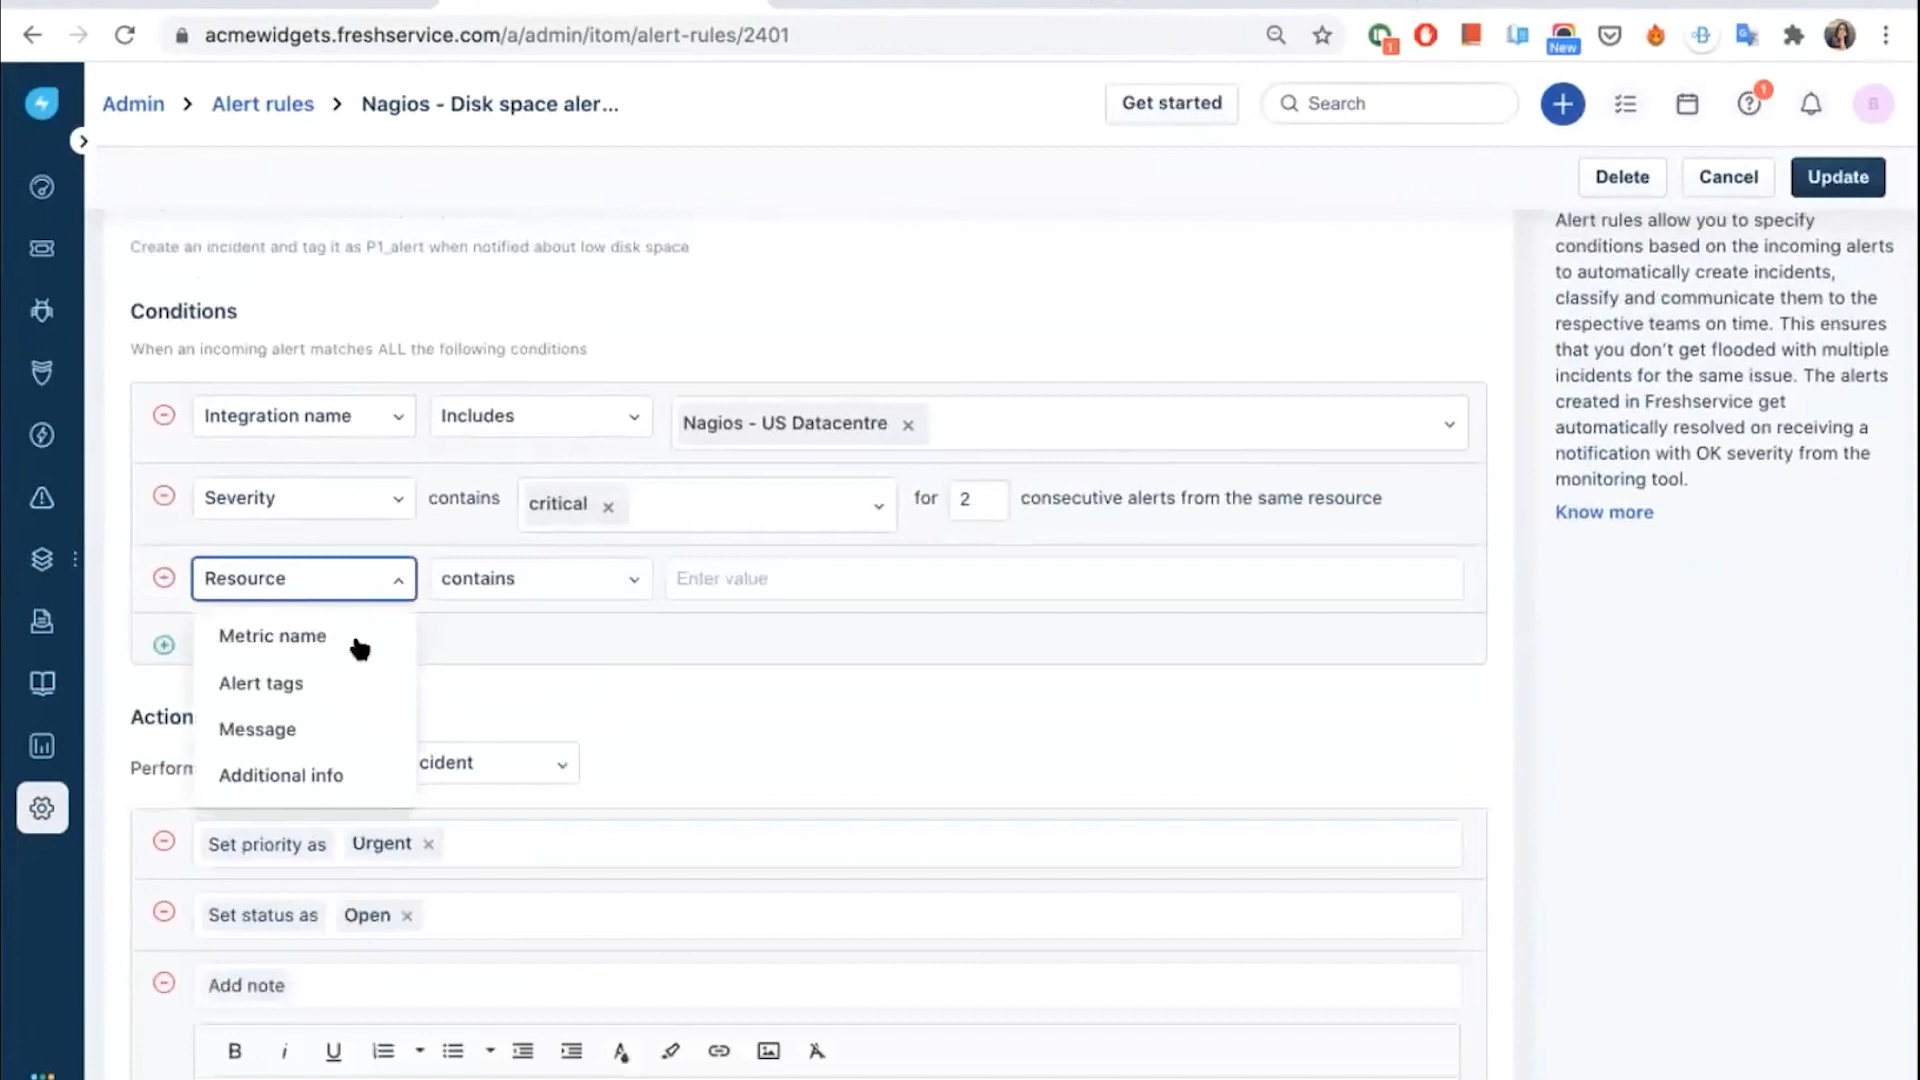 acmewidgets.freshservice.com/a/admin/itom/alert-rules/2401
1
New
Admin > Alert rules > Nagios - Disk space aler...
Get started
Search
1
B
Delete
Cancel
Update
Create an incident and tag it as P1_alert when notified about low disk space
Conditions
When an incoming alert matches ALL the following conditions
Integration name
Includes
Nagios - US Datacentre
Severity
contains
critical
for
2
consecutive alerts from the same resource
Resource
contains
Enter value
Metric name
Alert tags
Message
Additional info
Action
Perform
cident
Set priority as
Urgent
Set status as
Open
Add note
B
i
U
A
Alert rules allow you to specify
conditions based on the incoming alerts
to automatically create incidents,
classify and communicate them to the
respective teams on time. This ensures
that you don't get flooded with multiple
incidents for the same issue. The alerts
created in Freshservice get
automatically resolved on receiving a
notification with OK severity from the
monitoring tool.
Know more